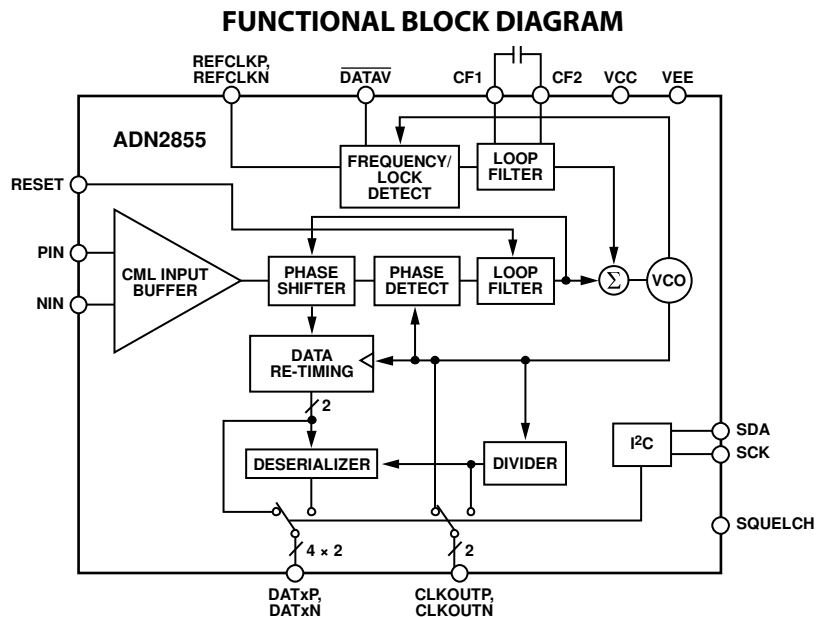 FUNCTIONAL BLOCK DIAGRAM
REFCLKP,
REFCLKN
DATAV
CF1
CF2
VCC
VEE
ADN2855
FREQUENCY/
LOCK
DETECT
LOOP
FILTER
RESET
PIN
NIN
CML INPUT
BUFFER
PHASE
SHIFTER
PHASE
DETECT
LOOP
FILTER
Σ
VCO
DATA
RE-TIMING
2
DESERIALIZER
DIVIDER
I²C
SDA
SCK
SQUELCH
4 × 2
2
DATxP,
DATxN
CLKOUTP,
CLKOUTN